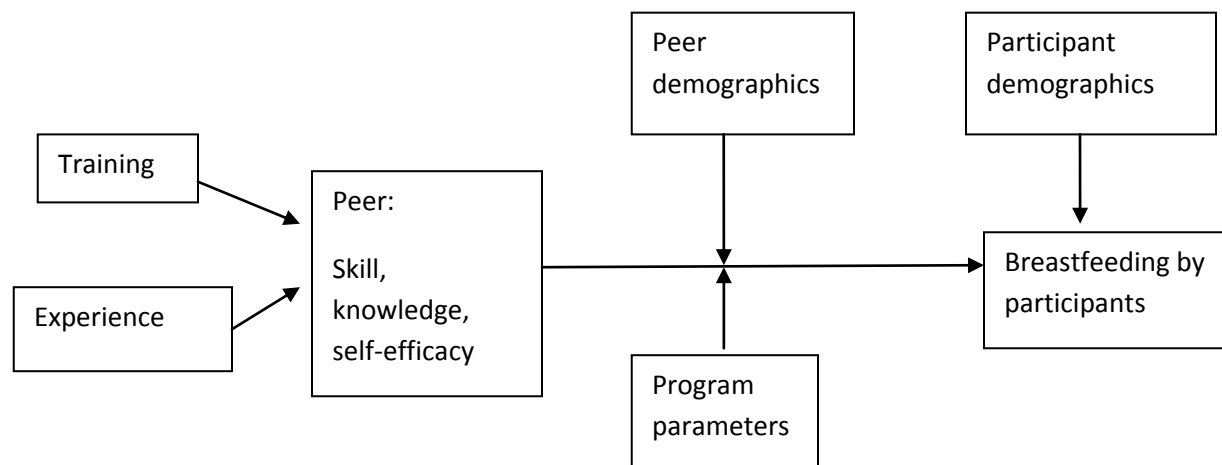 Peer
demographics
Participant
demographics
Training
Peer:
Skill,
knowledge,
self-efficacy
Experience
Breastfeeding by
participants
Program
parameters